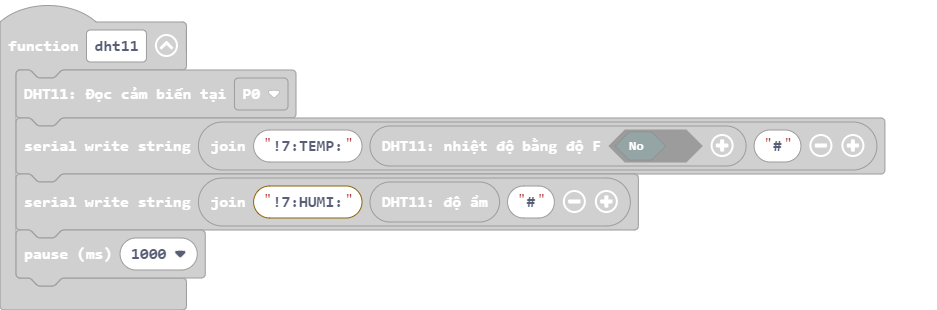 function dht11
DHT11: Đọc cảm biến tại P0
serial write string join "!7:TEMP:" DHT11: nhiệt độ bằng độ F No "#"
serial write string join "!7:HUMI:" DHT11: độ ẩm "#"
pause (ms) 1000